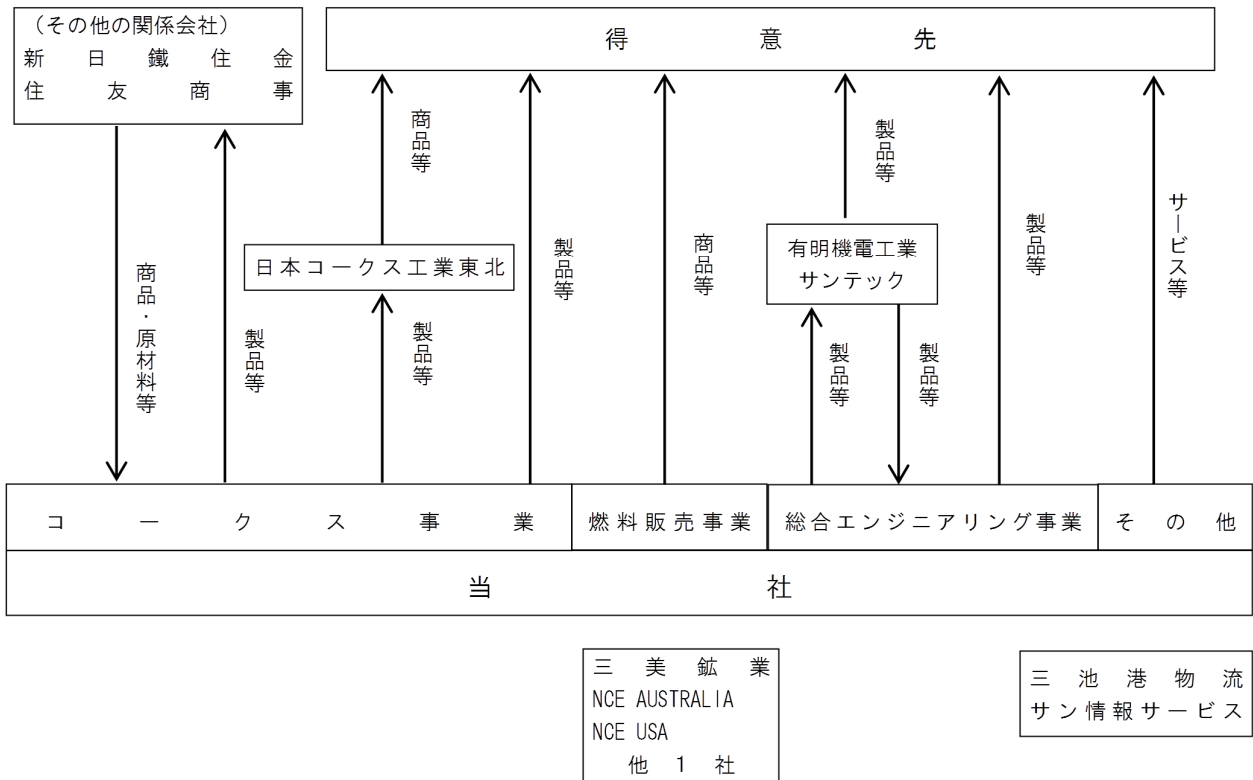 （その他の関係会社）
新日鐵住金
住友商事
得意先
商品・原材料等
製品等
商品等
日本コークス工業東北
製品等
製品等
商品等
製品等
有明機電工業
サンテック
製品等
製品等
製品等
サービス等
コークス事業
燃料販売事業
総合エンジニアリング事業
その他
当社
三美鉱業
NCE AUSTRALIA
NCE USA
他1社
三池港物流
サン情報サービス